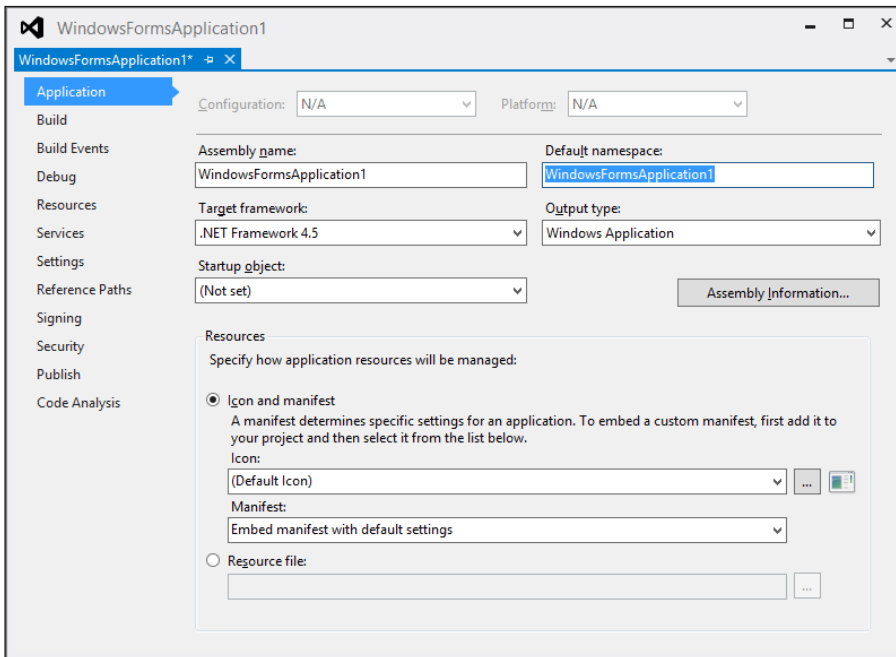 WindowsFormsApplication1
WindowsFormsApplication1*
Application
Build
Build Events
Debug
Resources
Services
Settings
Reference Paths
Signing
Security
Publish
Code Analysis
Configuration: N/A Platform: N/A
Assembly name: Default namespace:
WindowsFormsApplication1 WindowsFormsApplication1
Target framework: Output type:
.NET Framework 4.5 Windows Application
Startup object:
(Not set) Assembly Information...
Resources
Specify how application resources will be managed:
Icon and manifest
A manifest determines specific settings for an application. To embed a custom manifest, first add it to
your project and then select it from the list below.
Icon:
(Default Icon) ...
Manifest:
Embed manifest with default settings
Resource file:
...